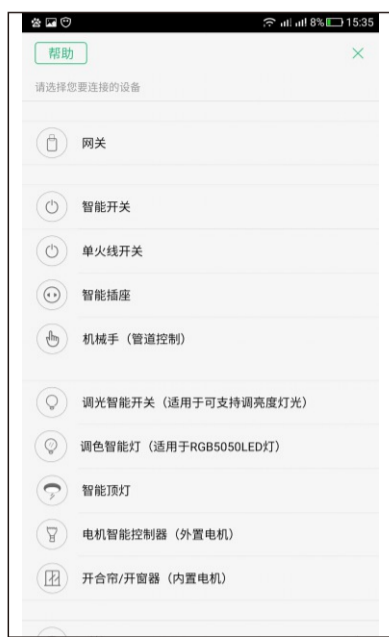 8% 15:35
帮助
请选择您要连接的设备
网关
智能开关
单火线开关
智能插座
机械手（管道控制）
调光智能开关（适用于可支持调亮度灯光）
调色智能灯（适用于RGB5050LED灯）
智能顶灯
电机智能控制器（外置电机）
开合帘/开窗器（内置电机）